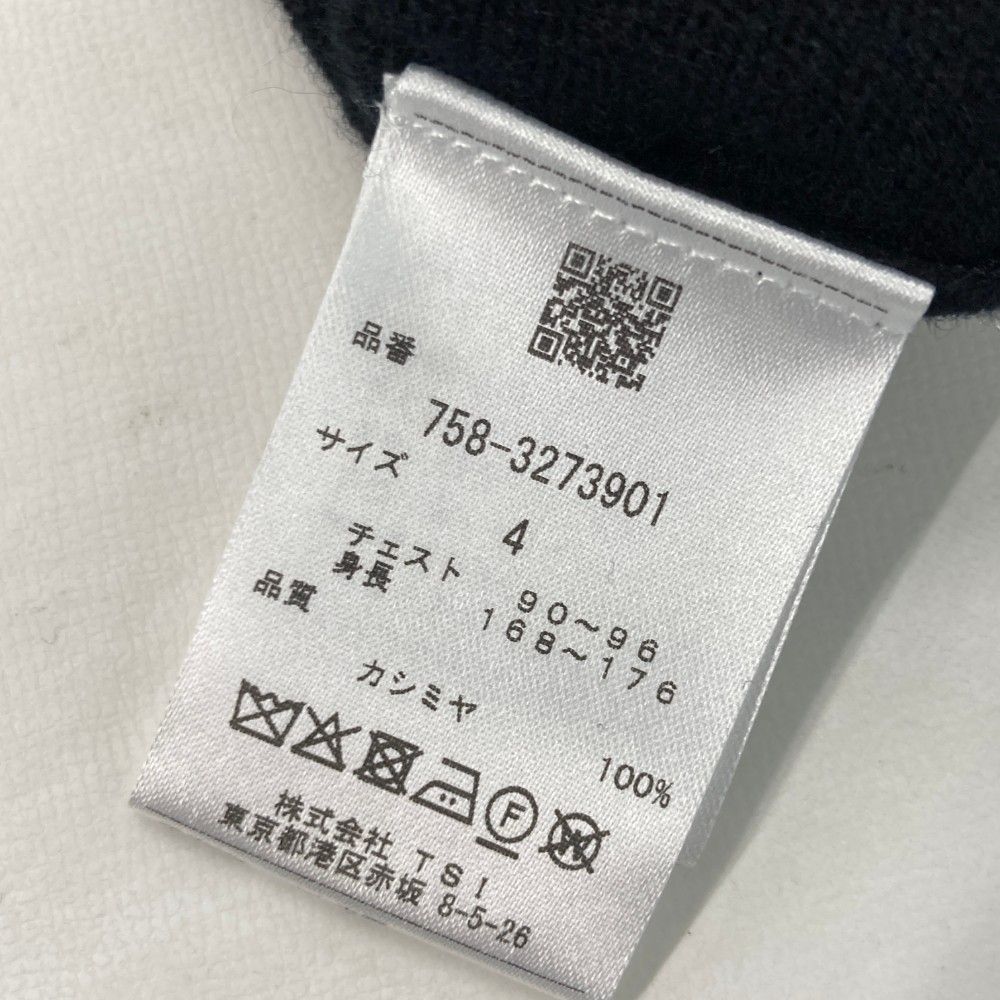 品番
758-3273901
サイズ
4
チェスト 90～96
身長 168～176
品質
カシミヤ 100%
F
W
株式会社 TSI
東京都港区赤坂 8-5-26